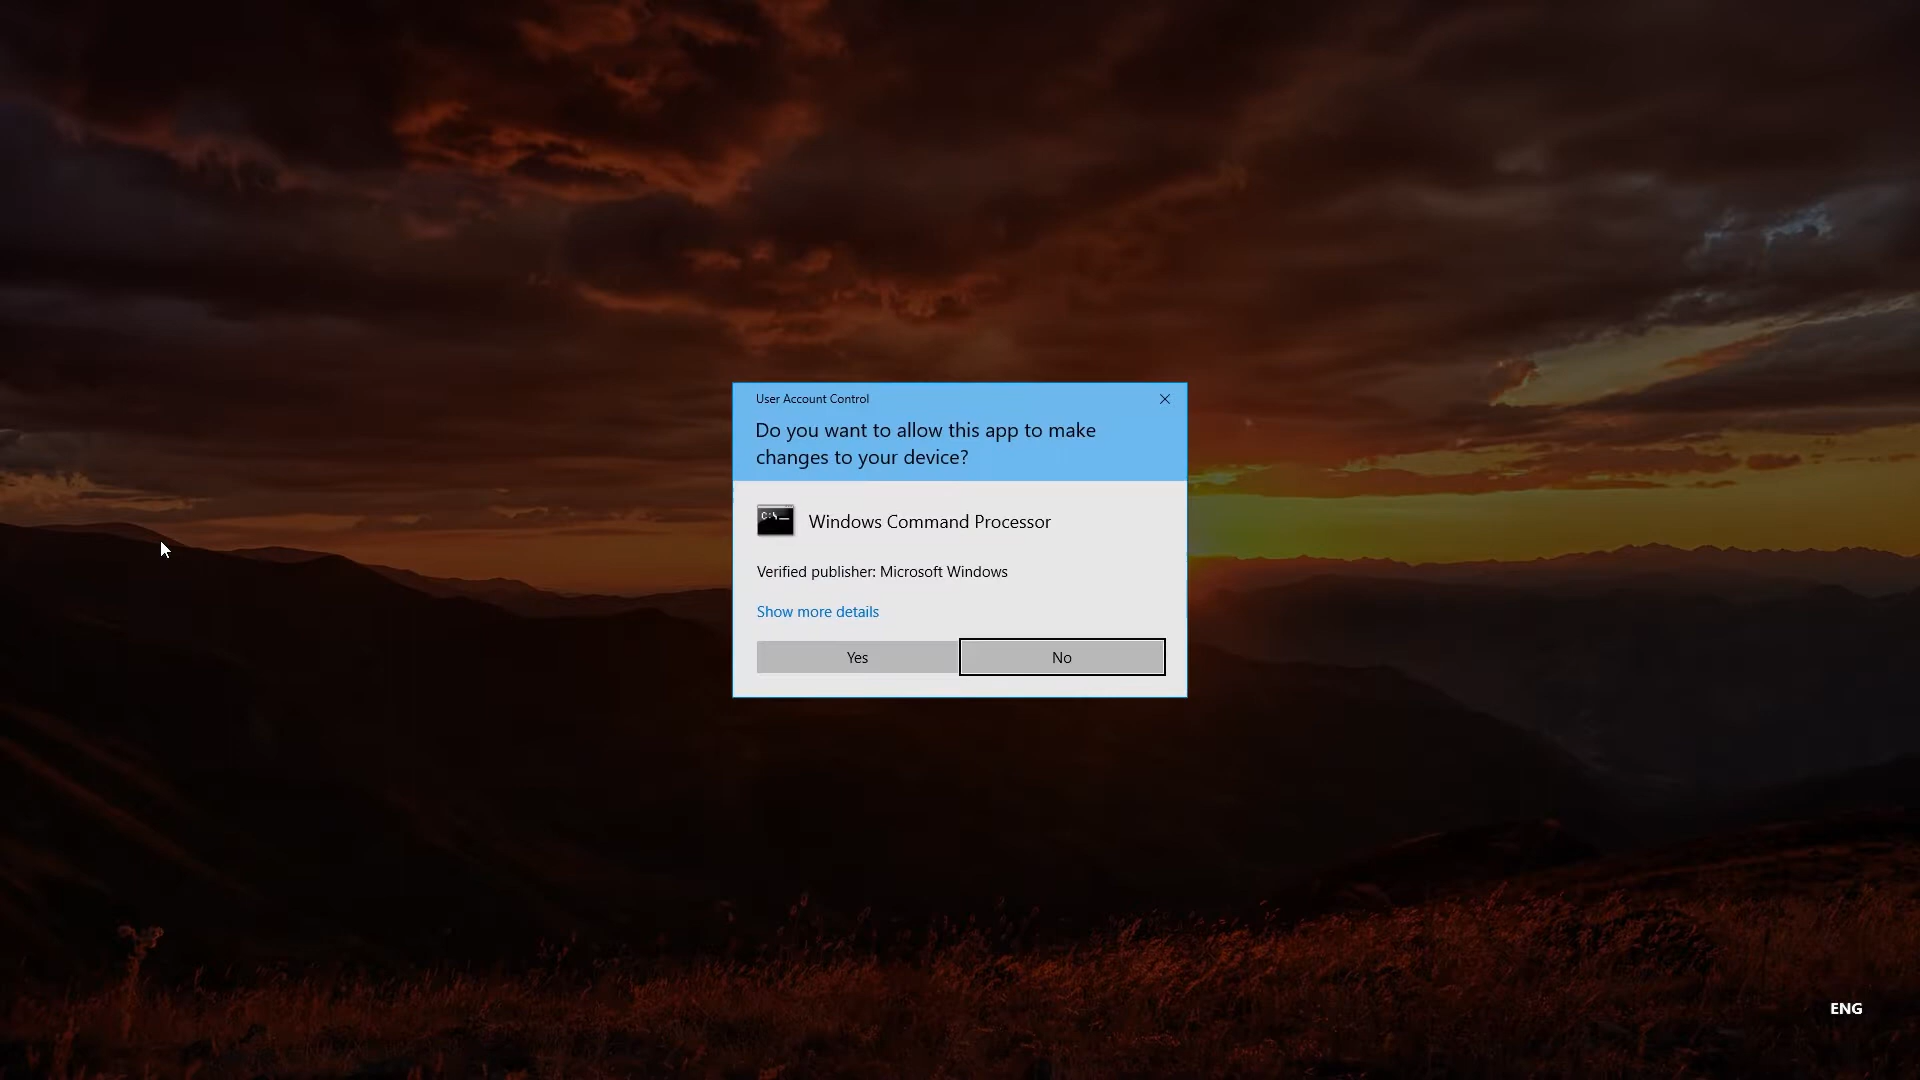 User Account Control
Do you want to allow this app to make
changes to your device?
C:\
Windows Command Processor
Verified publisher: Microsoft Windows
Show more details
Yes
No
ENG